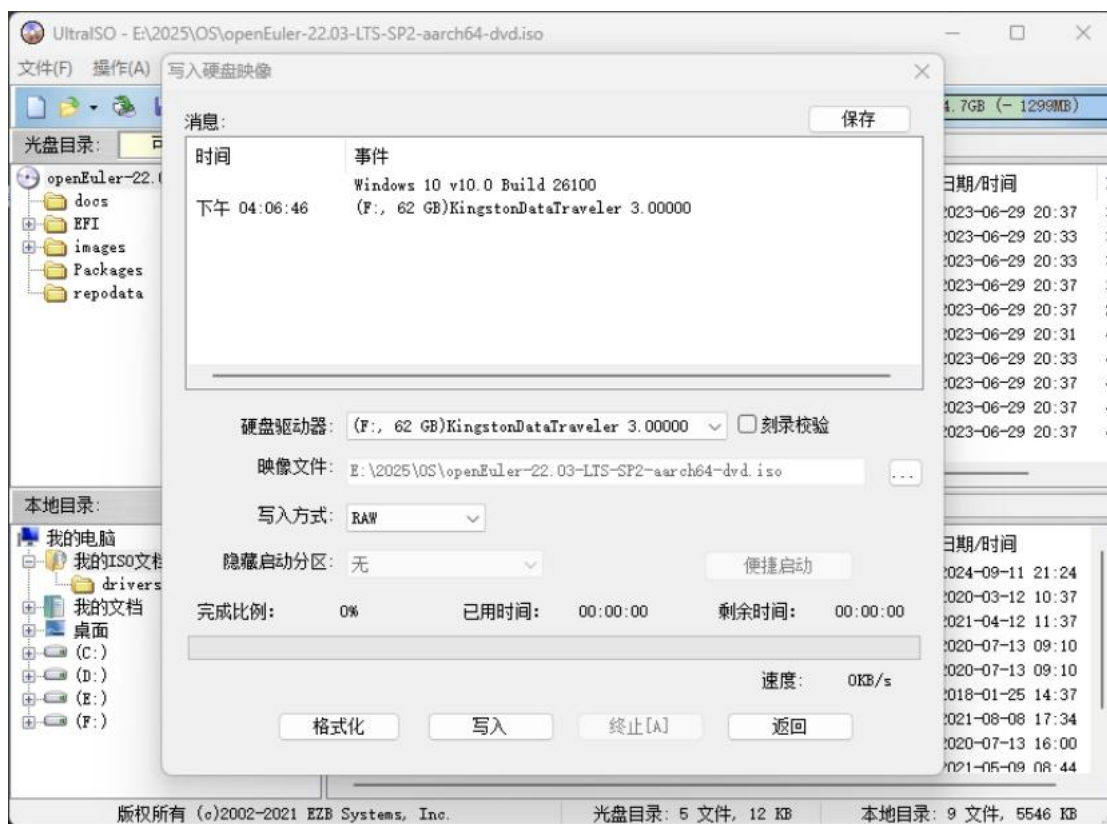 UltraISO - E:\2025\OS\openEuler-22.03-LTS-SP2-aarch64-dvd.iso
文件(F) 操作(A)
写入硬盘映像
4.7GB (- 1299MB)
光盘目录: 可
openEuler-22.0
docs
EFI
images
Packages
repodata
消息:
保存
时间 事件
Windows 10 v10.0 Build 26100
下午 04:06:46 (F:, 62 GB)KingstonDataTraveler 3.00000
硬盘驱动器: (F:, 62 GB)KingstonDataTraveler 3.00000 刻录校验
映像文件: E:\2025\OS\openEuler-22.03-LTS-SP2-aarch64-dvd.iso ...
写入方式: RAW
隐藏启动分区: 无 便捷启动
完成比例: 0% 已用时间: 00:00:00 剩余时间: 00:00:00
速度: 0KB/s
格式化 写入 终止[A] 返回
日期/时间
2023-06-29 20:37
2023-06-29 20:33
2023-06-29 20:33
2023-06-29 20:37
2023-06-29 20:37
2023-06-29 20:31
2023-06-29 20:33
2023-06-29 20:37
2023-06-29 20:37
2023-06-29 20:37
本地目录:
我的电脑
我的ISO文档
drivers
我的文档
桌面
(C:)
(D:)
(E:)
(F:)
日期/时间
2024-09-11 21:24
2020-03-12 10:37
2021-04-12 11:37
2020-07-13 09:10
2020-07-13 09:10
2018-01-25 14:37
2021-08-08 17:34
2020-07-13 16:00
2021-05-09 08:44
版权所有 (c)2002-2021 EZB Systems, Inc. 光盘目录: 5 文件, 12 KB 本地目录: 9 文件, 5546 KB